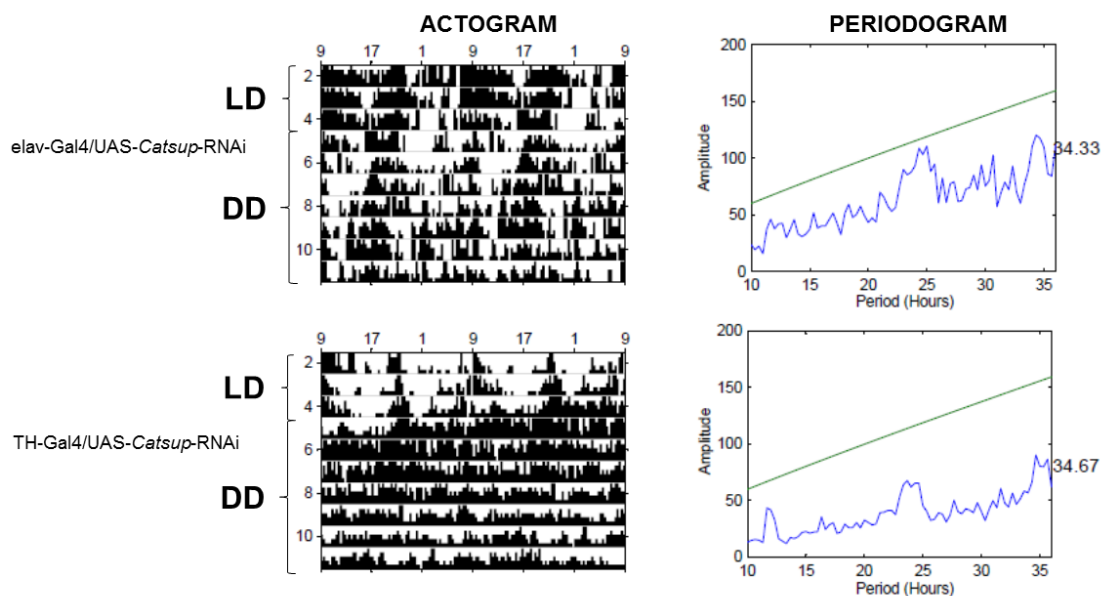 ACTOGRAM
PERIODOGRAM
9 17 1 9 17 1 9
2
4
6
8
10
LD
elav-Gal4/UAS-Catsup-RNAi
DD
200
150
100
50
0
Amplitude
34.33
10 15 20 25 30 35
Period (Hours)
9 17 1 9 17 1 9
2
4
6
8
10
LD
TH-Gal4/UAS-Catsup-RNAi
DD
200
150
100
50
0
Amplitude
34.67
10 15 20 25 30 35
Period (Hours)